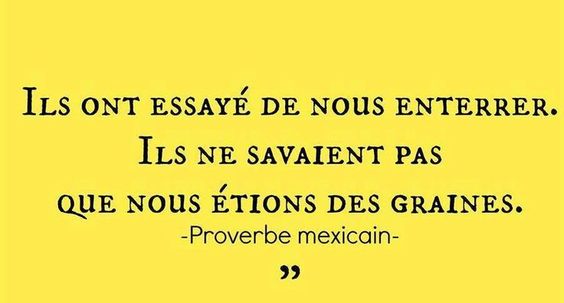 Ils ont essayé de nous enterrer.
Ils ne savaient pas
que nous étions des graines.
-Proverbe mexicain-
”